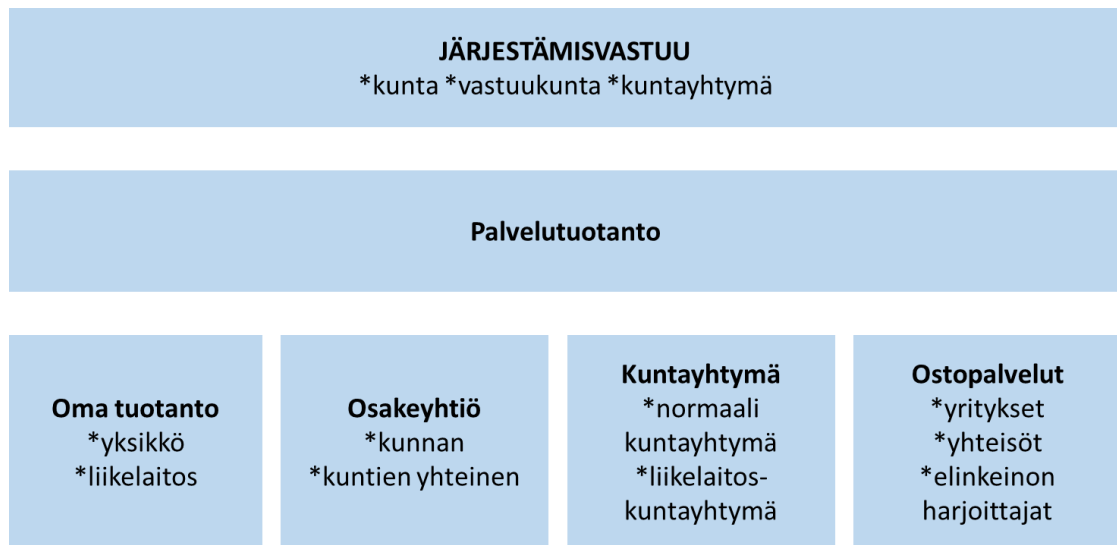 JÄRJESTÄMISVASTUU
*kunta *vastuukunta *kuntayhtymä
Palvelutuotanto
Oma tuotanto
*yksikkö
*liikelaitos
Osakeyhtiö
*kunnan
*kuntien yhteinen
Kuntayhtymä
*normaali
kuntayhtymä
*liikelaitos-
kuntayhtymä
Ostopalvelut
*yritykset
*yhteisöt
*elinkeinon
harjoittajat